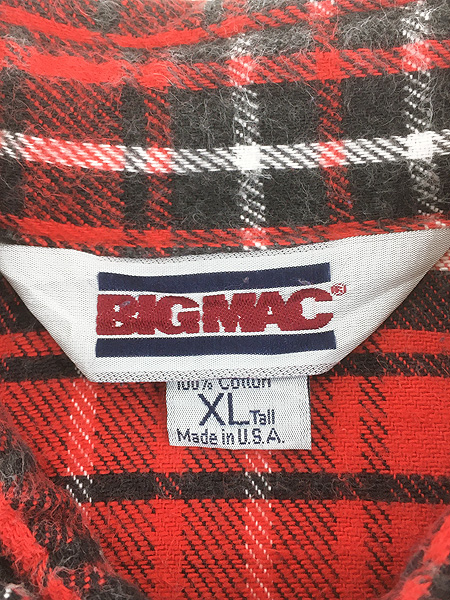 BIG MAC®
100% Cotton
XL Tall
Made in U.S.A.